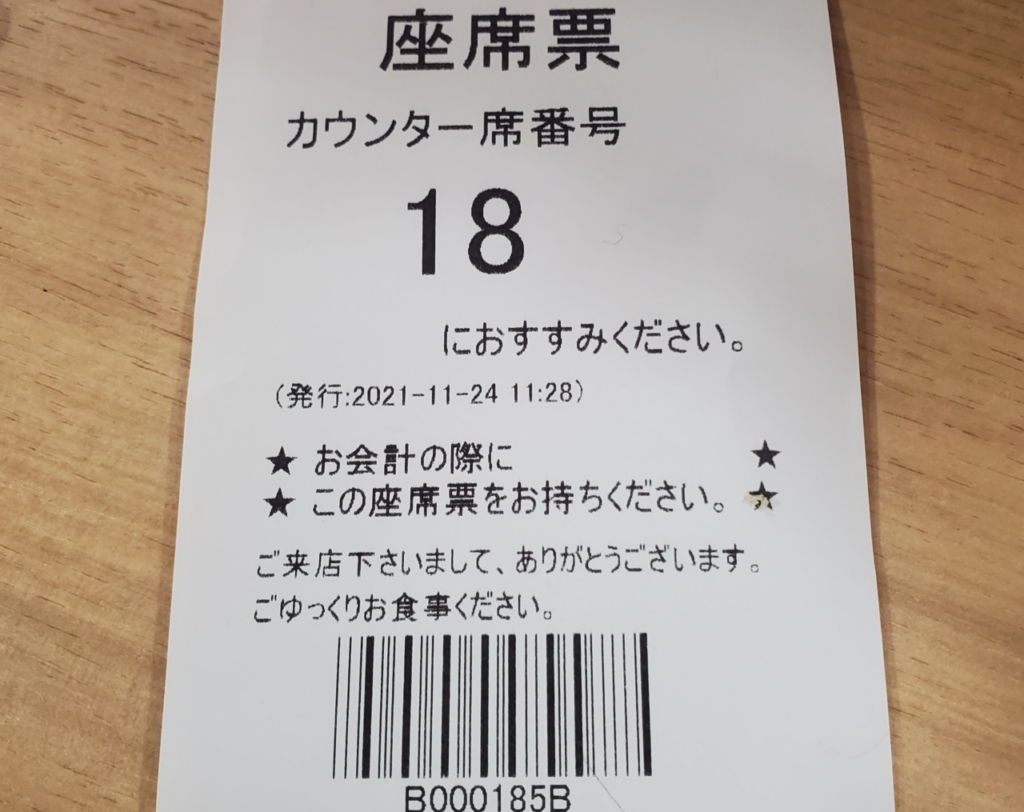 座席票
カウンター席番号
18
におすすみください。
(発行:2021-11-24 11:28)
★ お会計の際に ★
★ この座席票をお持ちください。 ★
ご来店下さいまして、ありがとうございます。
ごゆっくりお食事ください。
B000185B